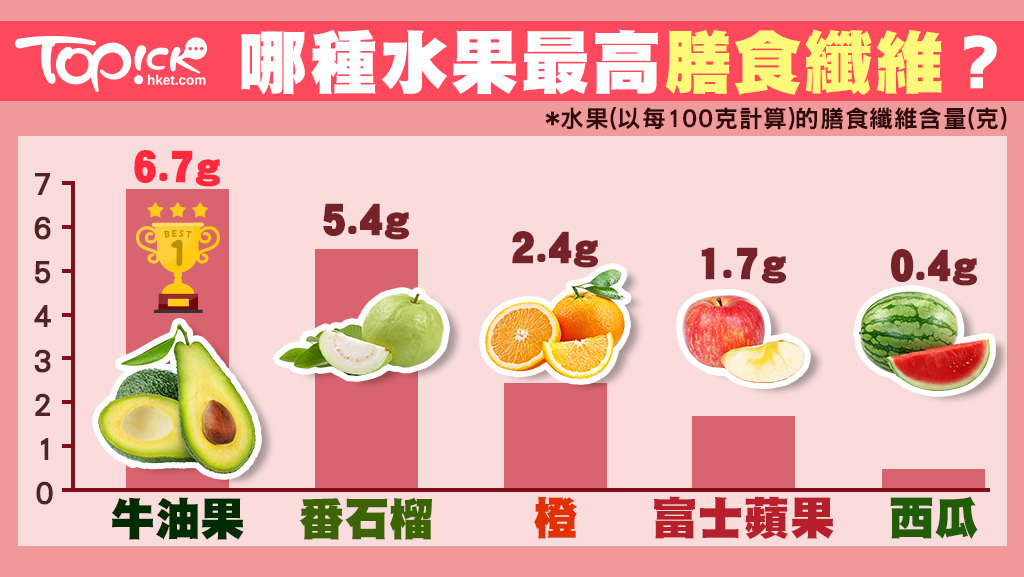 TOPick
hket.com
哪種水果最高膳食纖維？
*水果(以每100克計算)的膳食纖維含量(克)
7
6
5
4
3
2
1
0
6.7g
5.4g
2.4g
1.7g
0.4g
BEST
1
牛油果
番石榴
橙
富士蘋果
西瓜